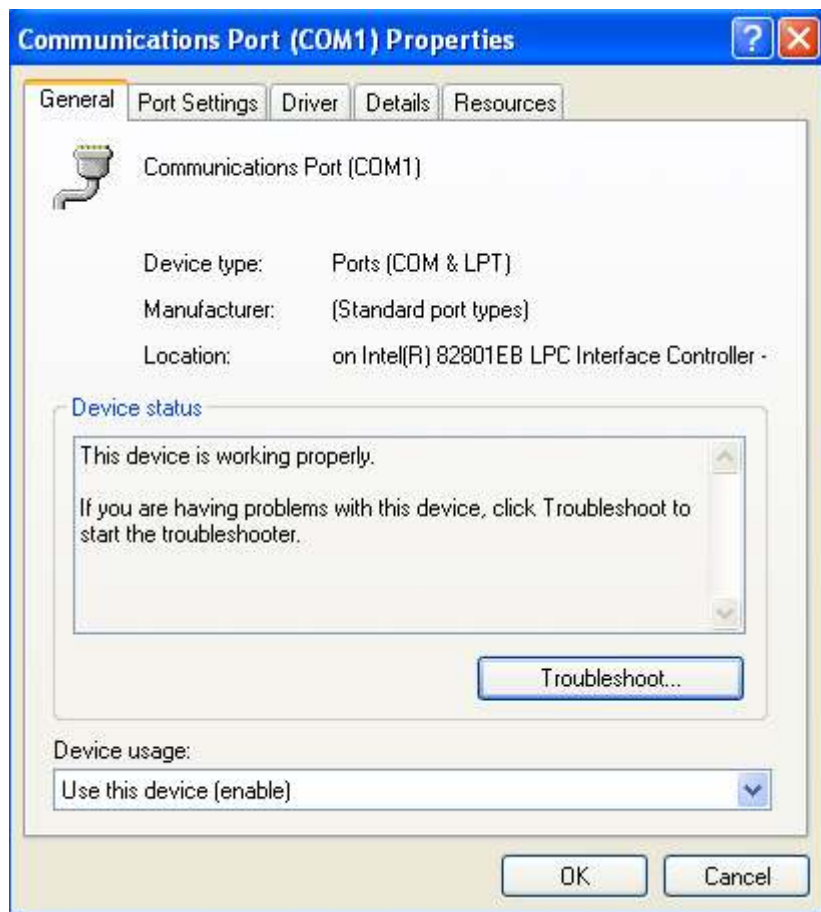 Communications Port (COM1) Properties
General Port Settings Driver Details Resources
Communications Port (COM1)
Device type: Ports (COM & LPT)
Manufacturer: (Standard port types)
Location: on Intel(R) 82801EB LPC Interface Controller -
Device status
This device is working properly.
If you are having problems with this device, click Troubleshoot to
start the troubleshooter.
Troubleshoot...
Device usage:
Use this device (enable)
OK Cancel